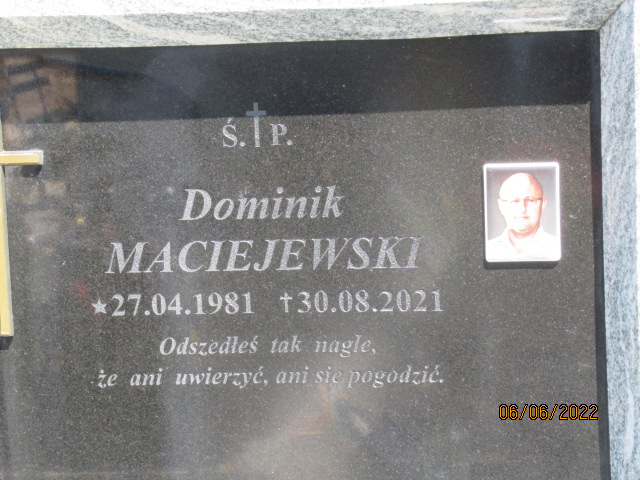 Ś. P.
Dominik
MACIEJEWSKI
★27.04.1981 †30.08.2021
Odszedłeś tak nagle,
że ani uwierzyć, ani się pogodzić.
06/06/2022